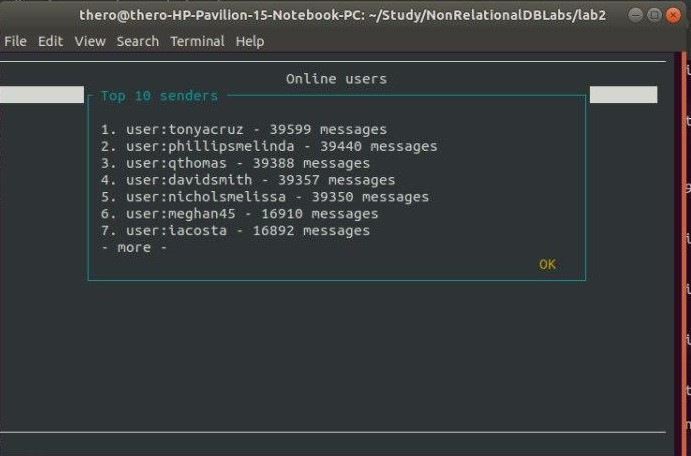 thero@thero-HP-Pavilion-15-Notebook-PC: ~/Study/NonRelationalDBLabs/lab2
File Edit View Search Terminal Help
Online users
Top 10 senders
1. user:tonyacruz - 39599 messages
2. user:phillipsmelinda - 39440 messages
3. user:qthomas - 39388 messages
4. user:davidsmith - 39357 messages
5. user:nicholsmelissa - 39350 messages
6. user:meghan45 - 16910 messages
7. user:iacosta - 16892 messages
- more -
OK